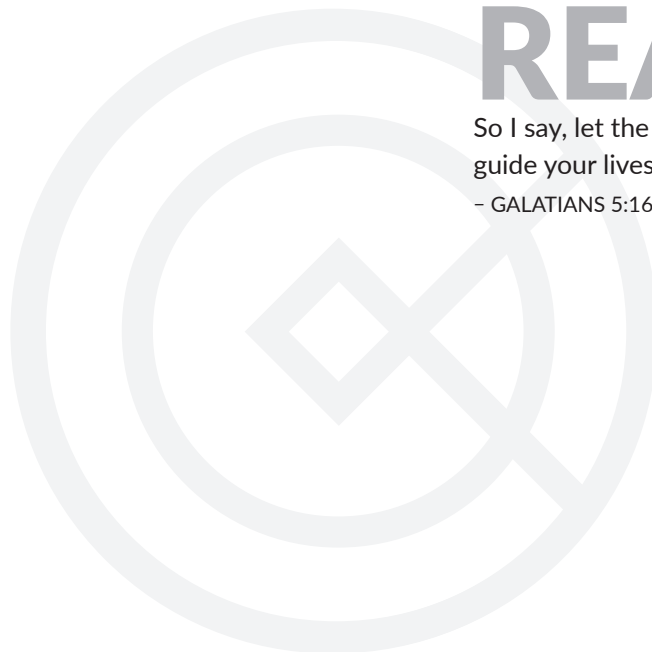 REA
So I say, let the
guide your lives
– GALATIANS 5:16